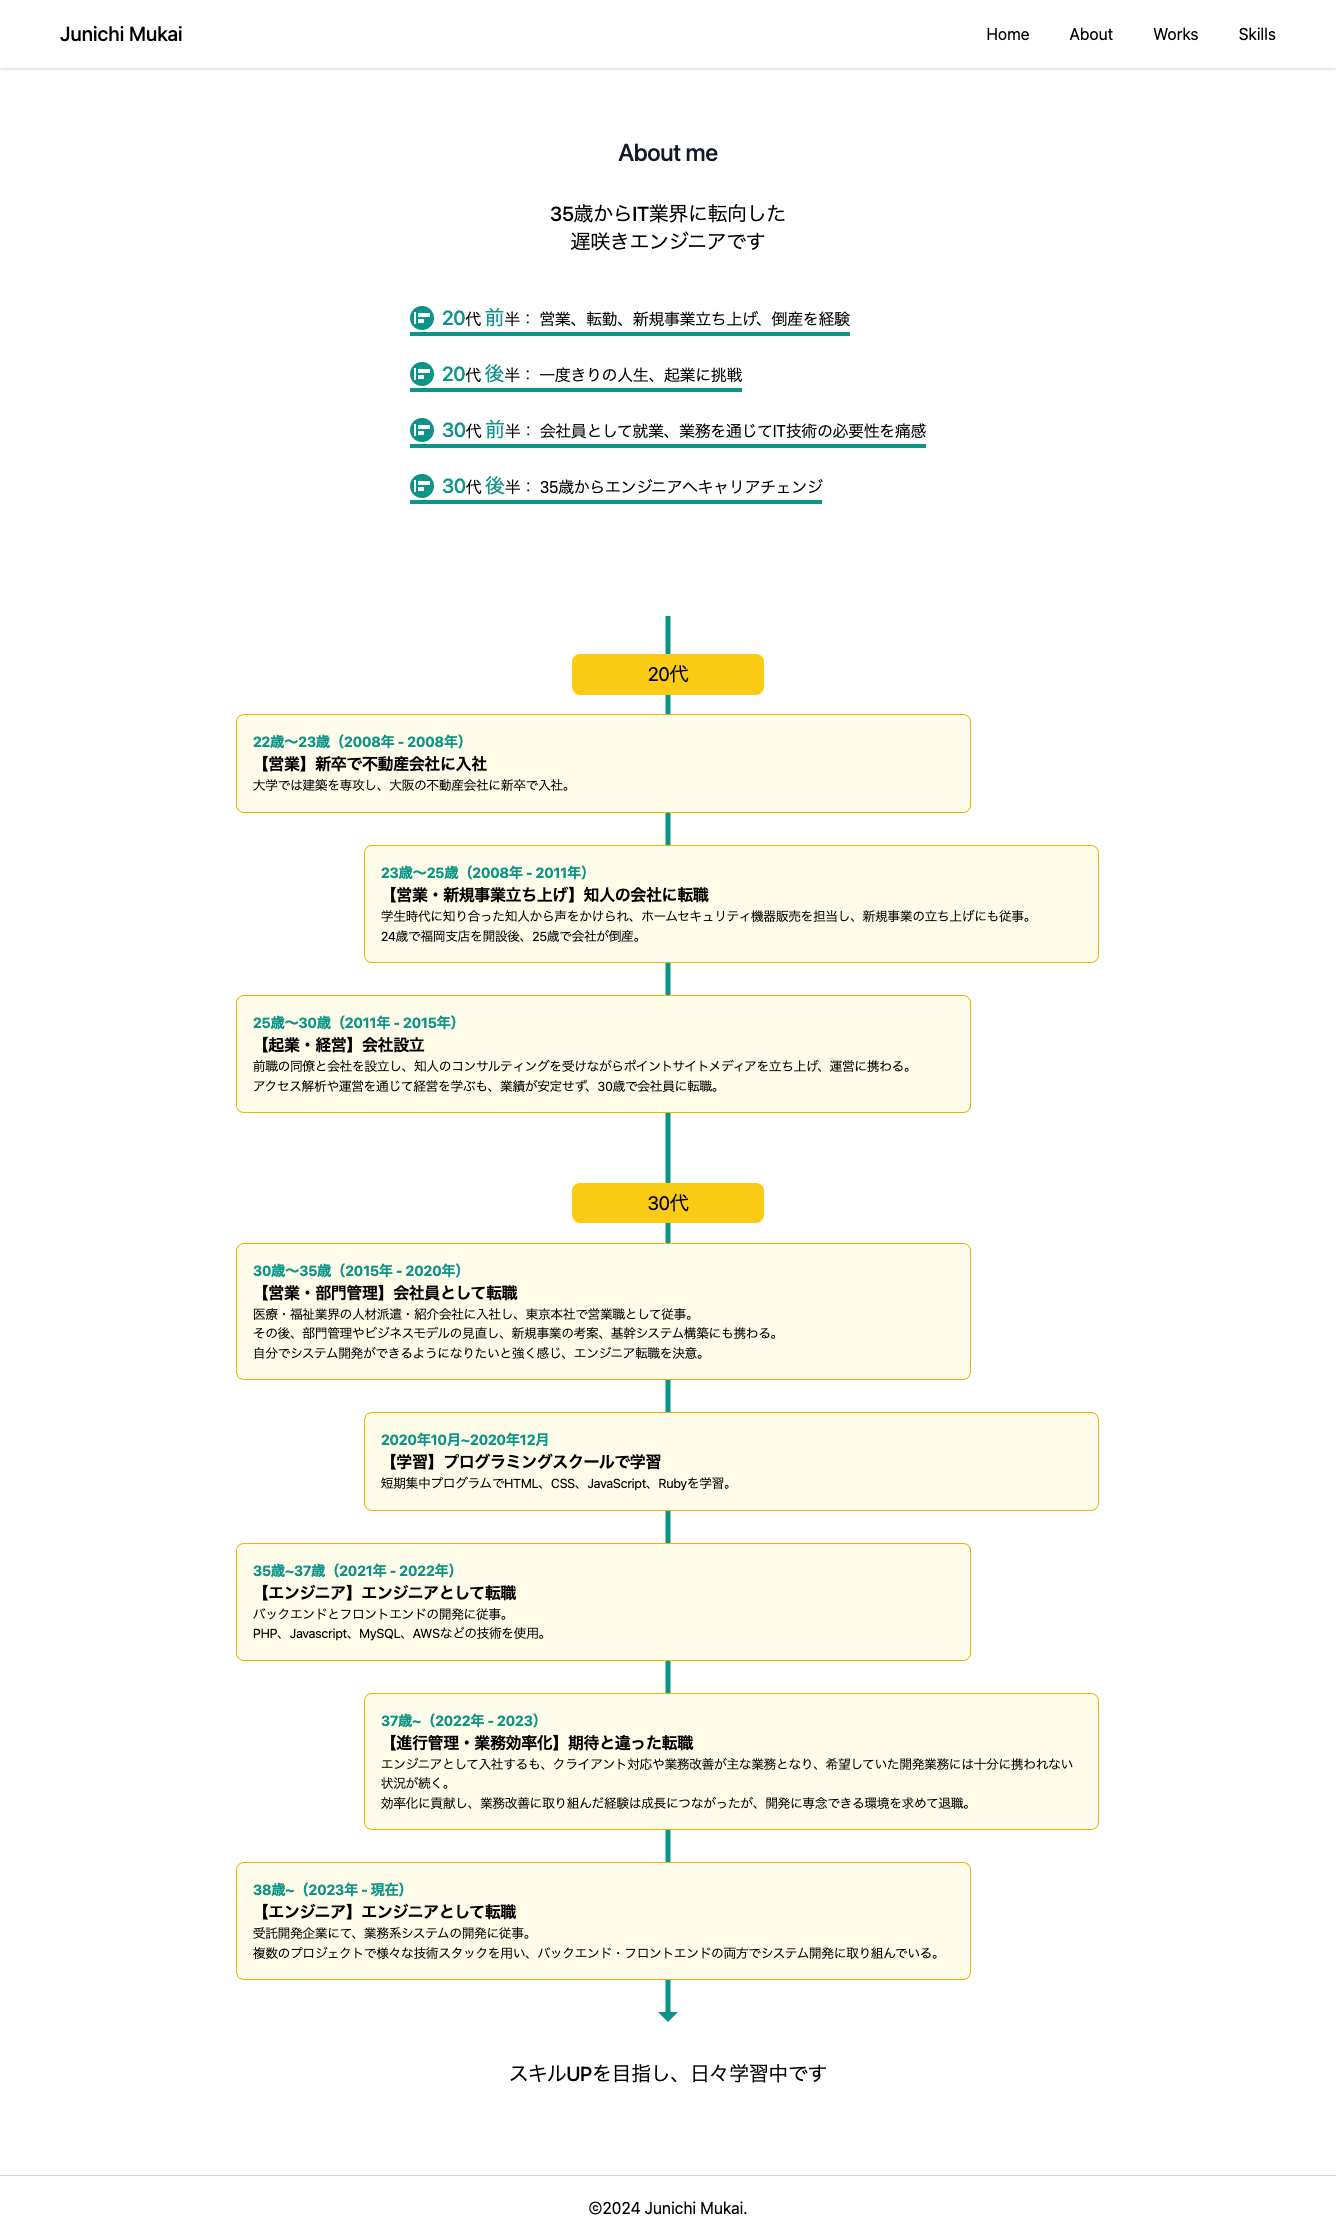 Junichi Mukai
Home
About
Works
Skills
About me
35歳からIT業界に転向した
遅咲きエンジニアです
20代 前半： 営業、転勤、新規事業立ち上げ、倒産を経験
20代 後半： 一度きりの人生、起業に挑戦
30代 前半： 会社員として就業、業務を通じてIT技術の必要性を痛感
30代 後半： 35歳からエンジニアへキャリアチェンジ
20代
22歳〜23歳（2008年 - 2008年）
【営業】新卒で不動産会社に入社
大学では建築を専攻し、大阪の不動産会社に新卒で入社。
23歳〜25歳（2008年 - 2011年）
【営業・新規事業立ち上げ】知人の会社に転職
学生時代に知り合った知人から声をかけられ、ホームセキュリティ機器販売を担当し、新規事業の立ち上げにも従事。
24歳で福岡支店を開設後、25歳で会社が倒産。
25歳〜30歳（2011年 - 2015年）
【起業・経営】会社設立
前職の同僚と会社を設立し、知人のコンサルティングを受けながらポイントサイトメディアを立ち上げ、運営に携わる。
アクセス解析や運営を通じて経営を学ぶも、業績が安定せず、30歳で会社員に転職。
30代
30歳〜35歳（2015年 - 2020年）
【営業・部門管理】会社員として転職
医療・福祉業界の人材派遣・紹介会社に入社し、東京本社で営業職として従事。
その後、部門管理やビジネスモデルの見直し、新規事業の考案、基幹システム構築にも携わる。
自分でシステム開発ができるようになりたいと強く感じ、エンジニア転職を決意。
2020年10月~2020年12月
【学習】プログラミングスクールで学習
短期集中プログラムでHTML、CSS、JavaScript、Rubyを学習。
35歳~37歳（2021年 - 2022年）
【エンジニア】エンジニアとして転職
バックエンドとフロントエンドの開発に従事。
PHP、Javascript、MySQL、AWSなどの技術を使用。
37歳~（2022年 - 2023）
【進行管理・業務効率化】期待と違った転職
エンジニアとして入社するも、クライアント対応や業務改善が主な業務となり、希望していた開発業務には十分に携われない
状況が続く。
効率化に貢献し、業務改善に取り組んだ経験は成長につながったが、開発に専念できる環境を求めて退職。
38歳~（2023年 - 現在）
【エンジニア】エンジニアとして転職
受託開発企業にて、業務系システムの開発に従事。
複数のプロジェクトで様々な技術スタックを用い、バックエンド・フロントエンドの両方でシステム開発に取り組んでいる。
スキルUPを目指し、日々学習中です
©2024 Junichi Mukai.